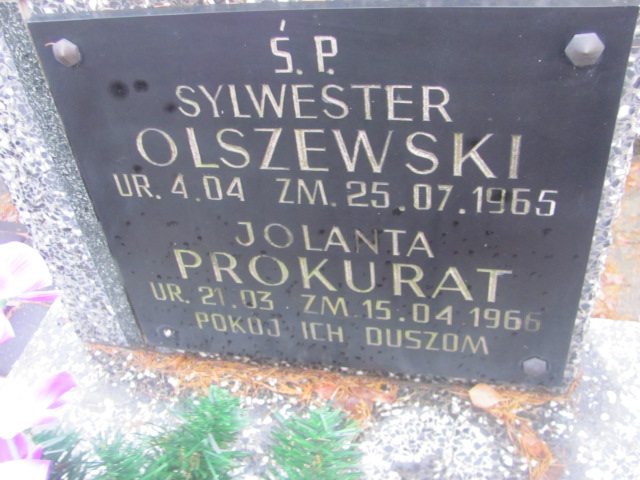 Ś. P.
SYLWESTER
OLSZEWSKI
UR. 4.04 ZM. 25.07.1965
JOLANTA
PROKURAT
UR. 21.03 ZM. 15.04 1966
POKÓJ ICH DUSZOM